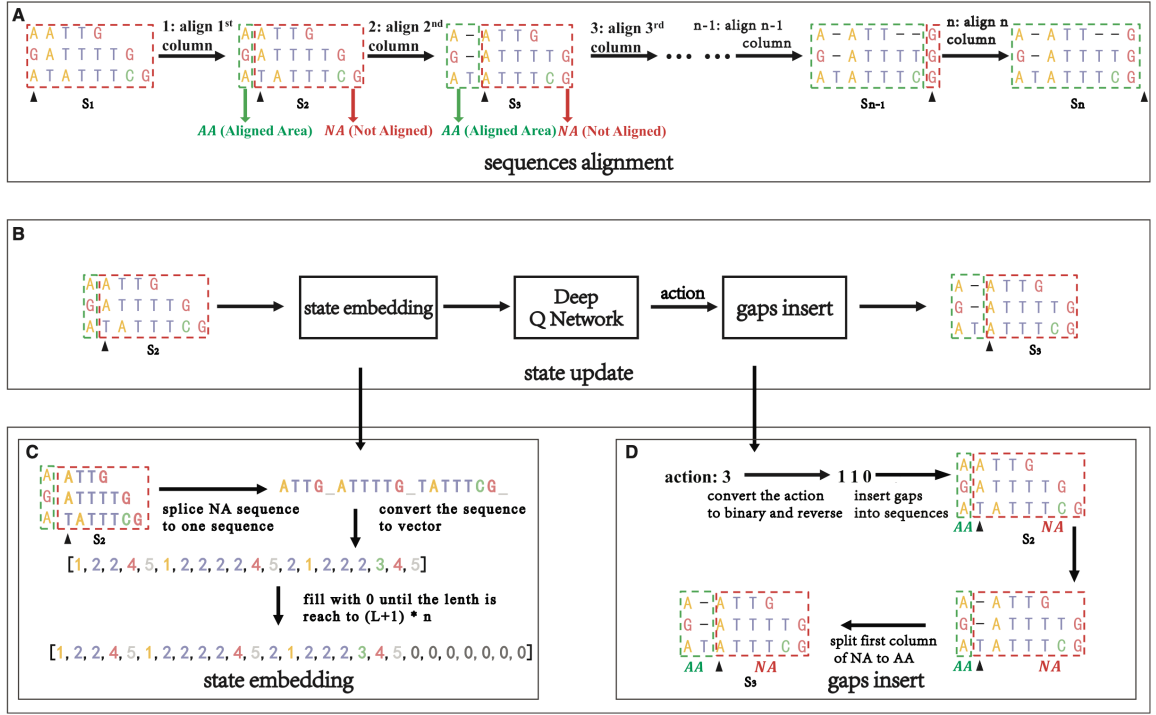 A
A A T T G
G A T T T T G
A T A T T T C G
S1
1: align 1st
column
A A T T G
G A T T T T G
A T A T T T C G
S2
AA (Aligned Area) NA (Not Aligned)
2: align 2nd
column
A - A T T G
G - A T T T T G
A T A T T T C G
S3
AA (Aligned Area) NA (Not Aligned)
3: align 3rd
column
... ...
n-1: align n-1
column
A - A T T - - G
G - A T T T T G
A T A T T T C G
Sn-1
n: align n
column
A - A T T - - G
G - A T T T T G
A T A T T T C G
Sn
sequences alignment
B
A A T T G
G A T T T T G
A T A T T T C G
S2
state embedding
Deep
Q Network
action
gaps insert
A - A T T G
G - A T T T T G
A T A T T T C G
S3
state update
C
A A T T G
G A T T T T G
A T A T T T C G
S2
splice NA sequence
to one sequence
ATTG_ATTTTG_TATTTCG_
convert the sequence
to vector
[1,2,2,4,5,1,2,2,2,2,4,5,2,1,2,2,2,3,4,5]
fill with 0 until the lenth is
reach to (L+1) * n
[1,2,2,4,5,1,2,2,2,2,4,5,2,1,2,2,2,3,4,5,0,0,0,0,0,0,0]
state embedding
D
action: 3
convert the action
to binary and reverse
1 1 0
insert gaps
into sequences
A A T T G
G A T T T T G
A T A T T T C G
AA NA
S2
A - A T T G
G - A T T T T G
A T A T T T C G
AA NA
split first column
of NA to AA
A - A T T G
G - A T T T T G
A T A T T T C G
AA NA
S3
gaps insert